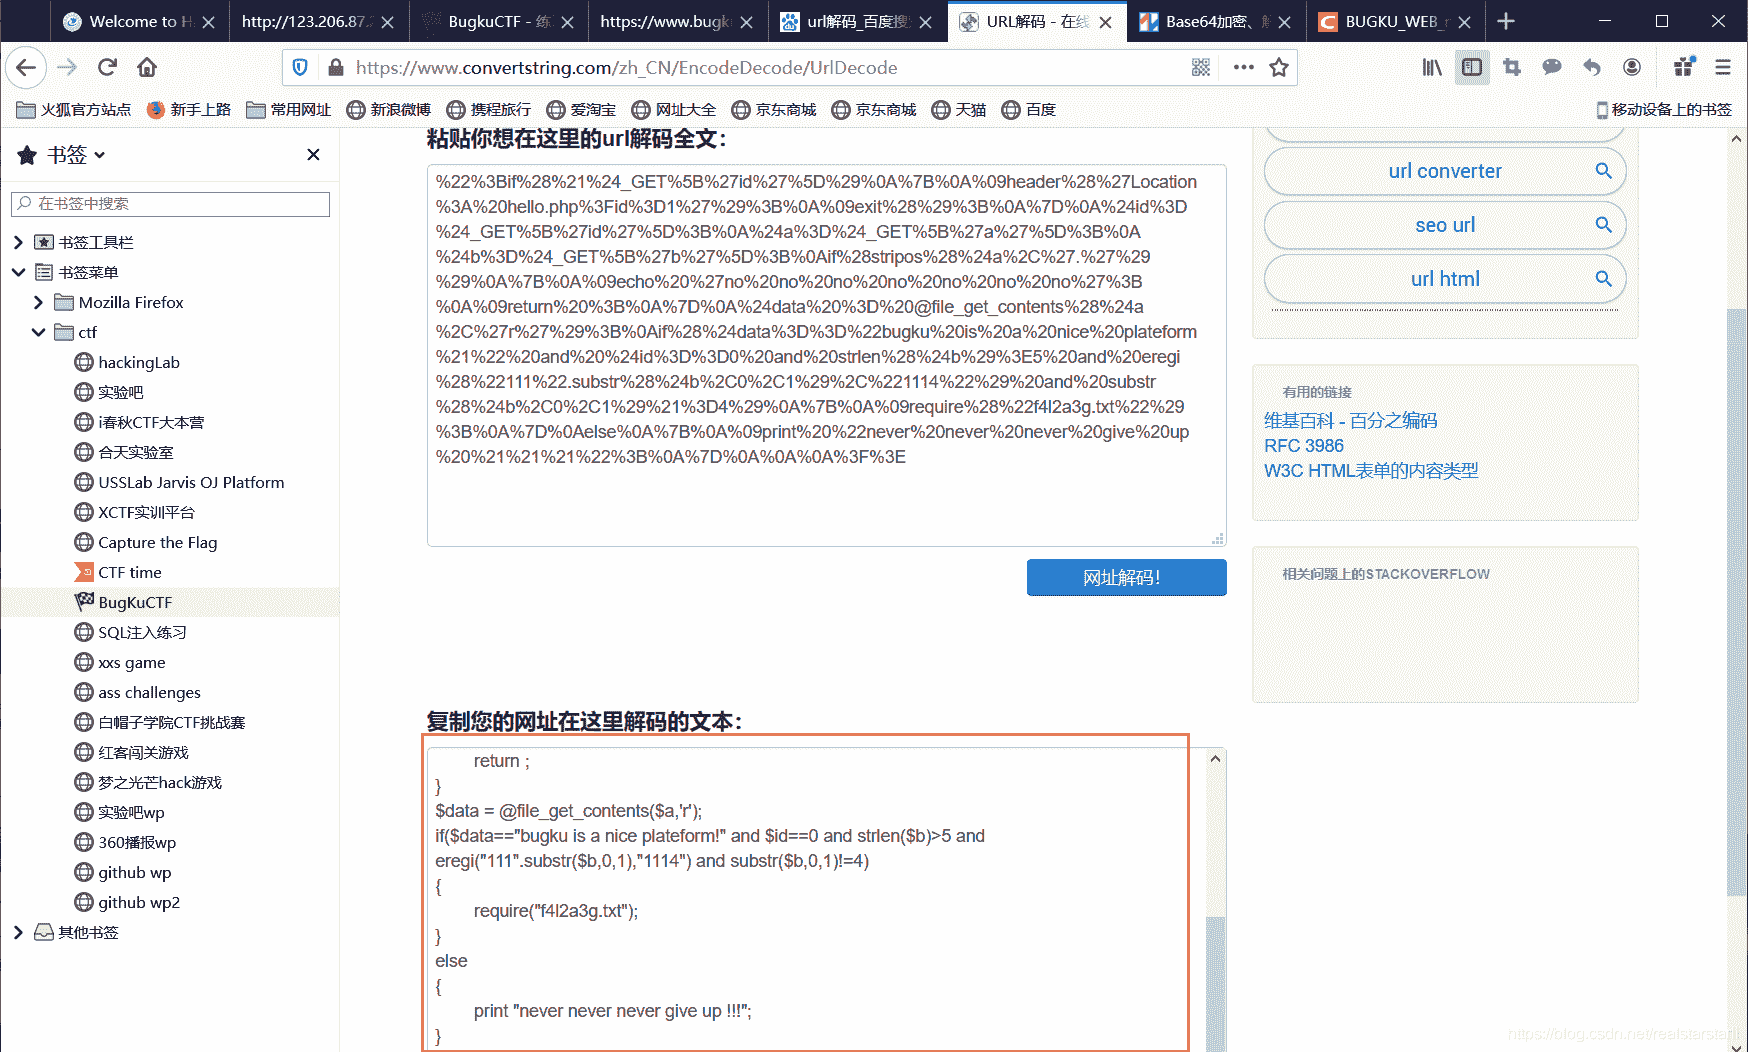 Welcome to H
http://123.206.87.2
BugkuCTF - 练
https://www.bugk
url解码_百度搜
URL解码 - 在线
Base64加密、
BUGKU_WEB_
https://www.convertstring.com/zh_CN/EncodeDecode/UrlDecode
火狐官方站点
新手上路
常用网址
新浪微博
携程旅行
爱淘宝
网址大全
京东商城
京东商城
天猫
百度
移动设备上的书签
书签
在书签中搜索
书签工具栏
书签菜单
Mozilla Firefox
ctf
hackingLab
实验吧
i春秋CTF大本营
合天实验室
USSLab Jarvis OJ Platform
XCTF实训平台
Capture the Flag
CTF time
BugKuCTF
SQL注入练习
xxs game
ass challenges
白帽子学院CTF挑战赛
红客闯关游戏
梦之光芒hack游戏
实验吧wp
360播报wp
github wp
github wp2
其他书签
粘贴你想在这里的url解码全文:
%22%3Bif%28%21%24_GET%5B%27id%27%5D%29%0A%7B%0A%09header%28%27Location
%3A%20hello.php%3Fid%3D1%27%29%3B%0A%09exit%28%29%3B%0A%7D%0A%24id%3D
%24_GET%5B%27id%27%5D%3B%0A%24a%3D%24_GET%5B%27a%27%5D%3B%0A
%24b%3D%24_GET%5B%27b%27%5D%3B%0Aif%28stripos%28%24a%2C%27.%27%29
%29%0A%7B%0A%09echo%20%27no%20no%20no%20no%20no%20no%20no%27%3B
%0A%09return%20%3B%0A%7D%0A%24data%20%3D%20@file_get_contents%28%24a
%2C%27r%27%29%3B%0Aif%28%24data%3D%3D%22bugku%20is%20a%20nice%20plateform
%21%22%20and%20%24id%3D%3D0%20and%20strlen%28%24b%29%3E5%20and%20eregi
%28%22111%22.substr%28%24b%2C0%2C1%29%2C%221114%22%29%20and%20substr
%28%24b%2C0%2C1%29%21%3D4%29%0A%7B%0A%09require%28%22f4l2a3g.txt%22%29
%3B%0A%7D%0Aelse%0A%7B%0A%09print%20%22never%20never%20never%20give%20up
%20%21%21%21%22%3B%0A%7D%0A%0A%0A%3F%3E
网址解码!
复制您的网址在这里解码的文本:
return ;
}
$data = @file_get_contents($a,'r');
if($data=="bugku is a nice plateform!" and $id==0 and strlen($b)>5 and
eregi("111".substr($b,0,1),"1114") and substr($b,0,1)!=4)
{
require("f4l2a3g.txt");
}
else
{
print "never never never give up !!!";
}
url converter
seo url
url html
有用的链接
维基百科 - 百分之编码
RFC 3986
W3C HTML表单的内容类型
相关问题上的STACKOVERFLOW